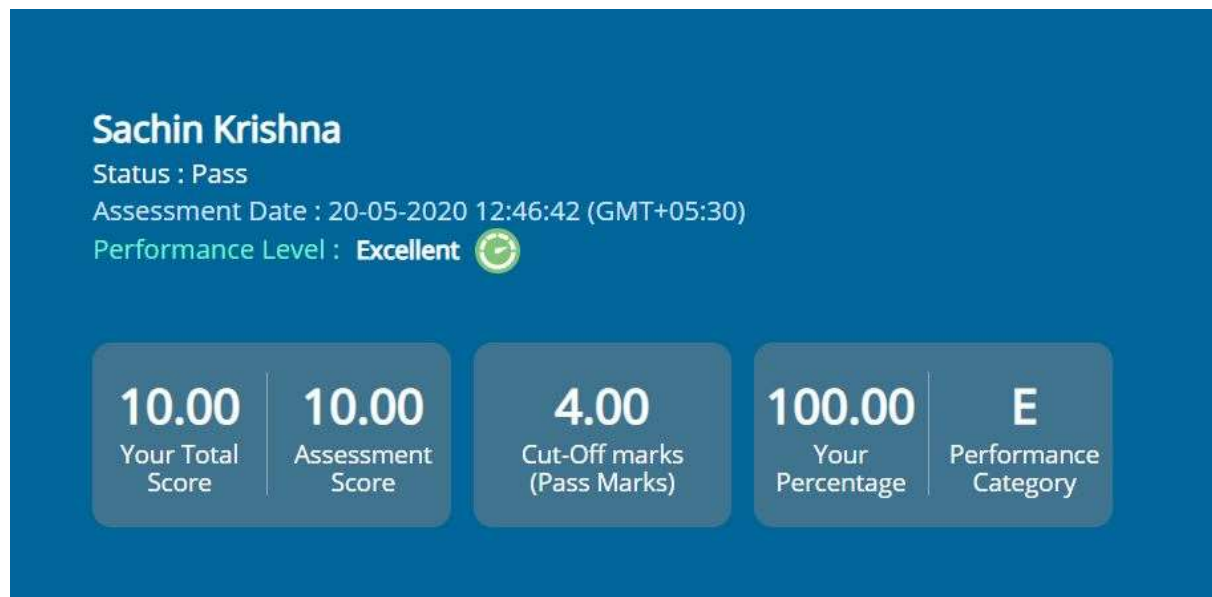 Sachin Krishna
Status : Pass
Assessment Date : 20-05-2020 12:46:42 (GMT+05:30)
Performance Level : Excellent
10.00
Your Total
Score
10.00
Assessment
Score
4.00
Cut-Off marks
(Pass Marks)
100.00
Your
Percentage
E
Performance
Category